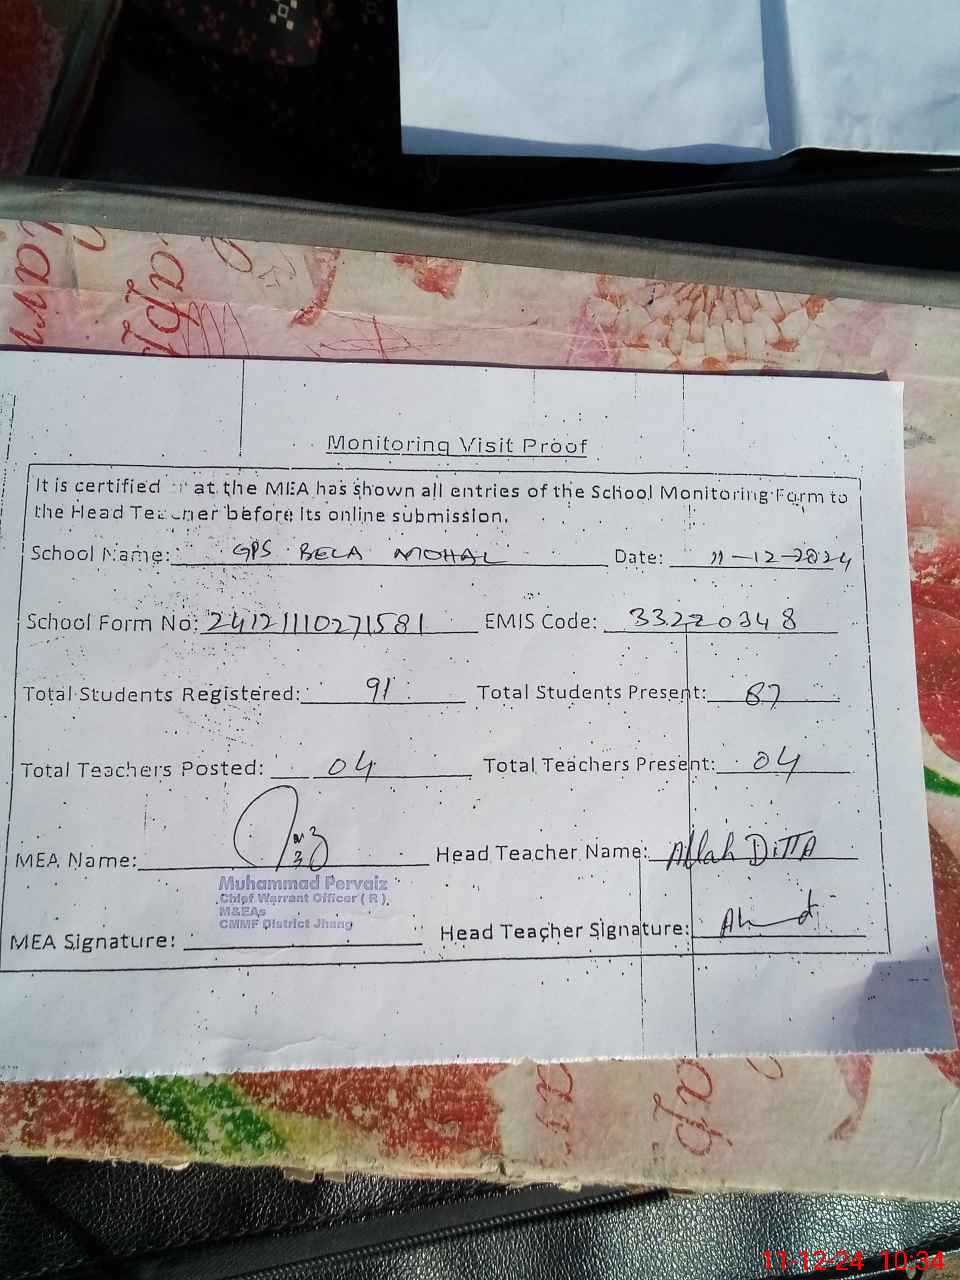 Monitoring Visit Proof
It is certified at the MEA has shown all entries of the School Monitoring Form to
the Head Teacher before its online submission.
School Name: GPS BELA MOHAL Date: 11-12-2024
School Form No: 24121110271581 EMIS Code: 33220348
Total Students Registered: 91 Total Students Present: 87
Total Teachers Posted: 04 Total Teachers Present: 04
MEA Name: Head Teacher Name: Allah DiTTA
Muhammad Pervaiz
Chief Warrant Officer ( R )
M&EAs
CMMF District Jhang
MEA Signature: Head Teacher Signature:
11-12-24 10:34